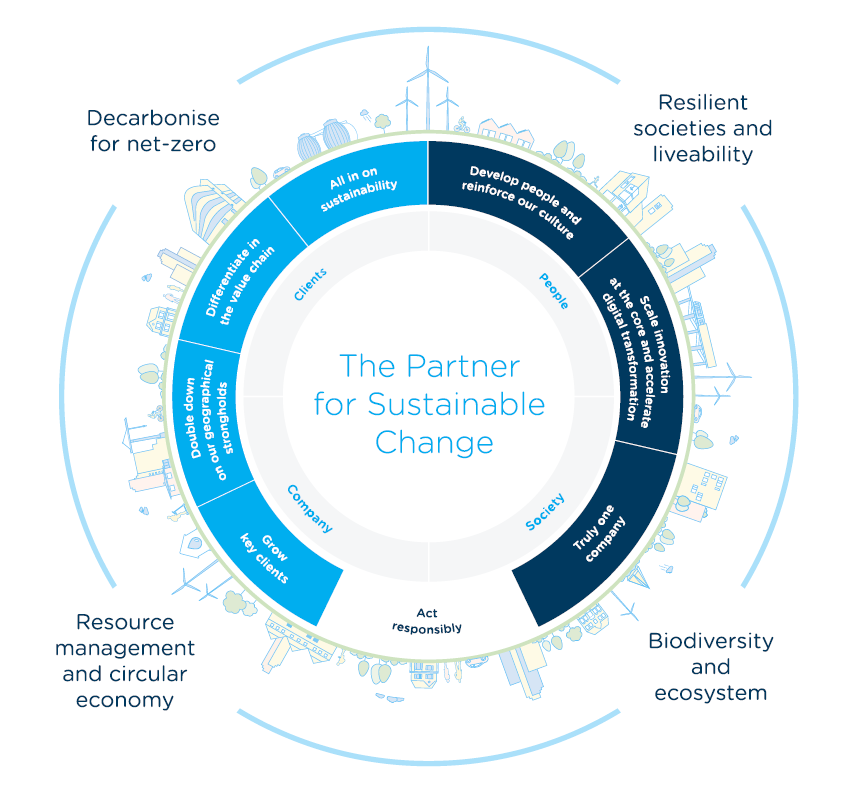 Decarbonise
for net-zero
Resilient
societies and
liveability
All in on
sustainability
Develop people and
reinforce our culture
Differentiate in
the value chain
Scale innovation
at the core and accelerate
digital transformation
Double down
on our geographical
strongholds
Grow
key clients
Truly one
company
Act
responsibly
Clients
People
Company
Society
The Partner
for Sustainable
Change
Resource
management
and circular
economy
Biodiversity
and
ecosystem